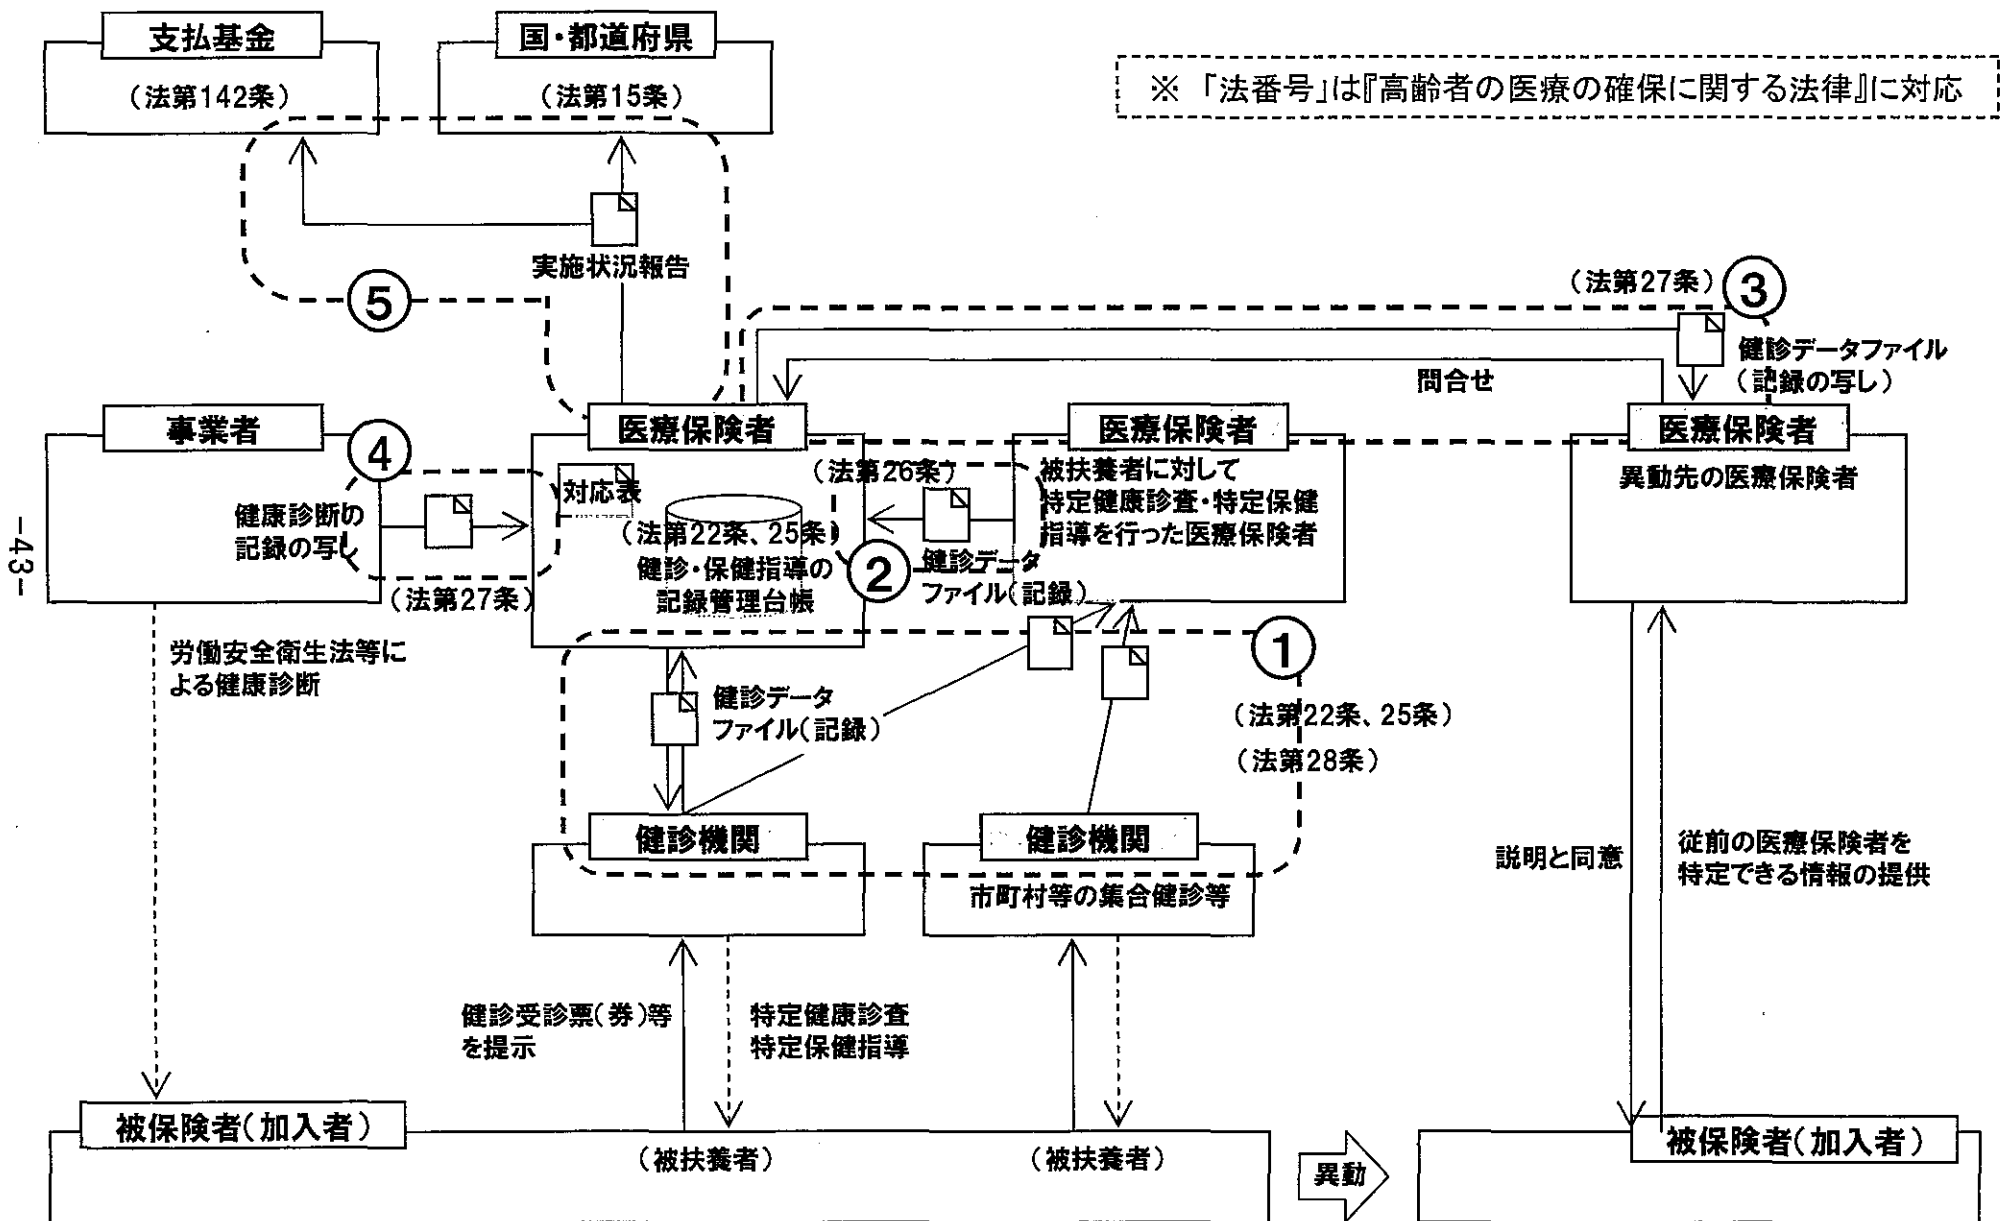 支払基金
(法第142条)
国・都道府県
(法第15条)
※ 「法番号」は『高齢者の医療の確保に関する法律』に対応
実施状況報告
⑤
(法第27条)
③
健診データファイル
(記録の写し)
問合せ
事業者
④
健康診断の
記録の写し
(法第27条)
医療保険者
対応表
(法第22条、25条)
健診・保健指導の
記録管理台帳
(法第26条)
②
健診データ
ファイル(記録)
医療保険者
被扶養者に対して
特定健康診査・特定保健
指導を行った医療保険者
医療保険者
異動先の医療保険者
-43-
労働安全衛生法等に
よる健康診断
健診データ
ファイル(記録)
①
(法第22条、25条)
(法第28条)
健診機関
健診機関
市町村等の集合健診等
説明と同意
従前の医療保険者を
特定できる情報の提供
健診受診票(券)等
を提示
特定健康診査
特定保健指導
被保険者(加入者)
(被扶養者)
(被扶養者)
異動
被保険者(加入者)